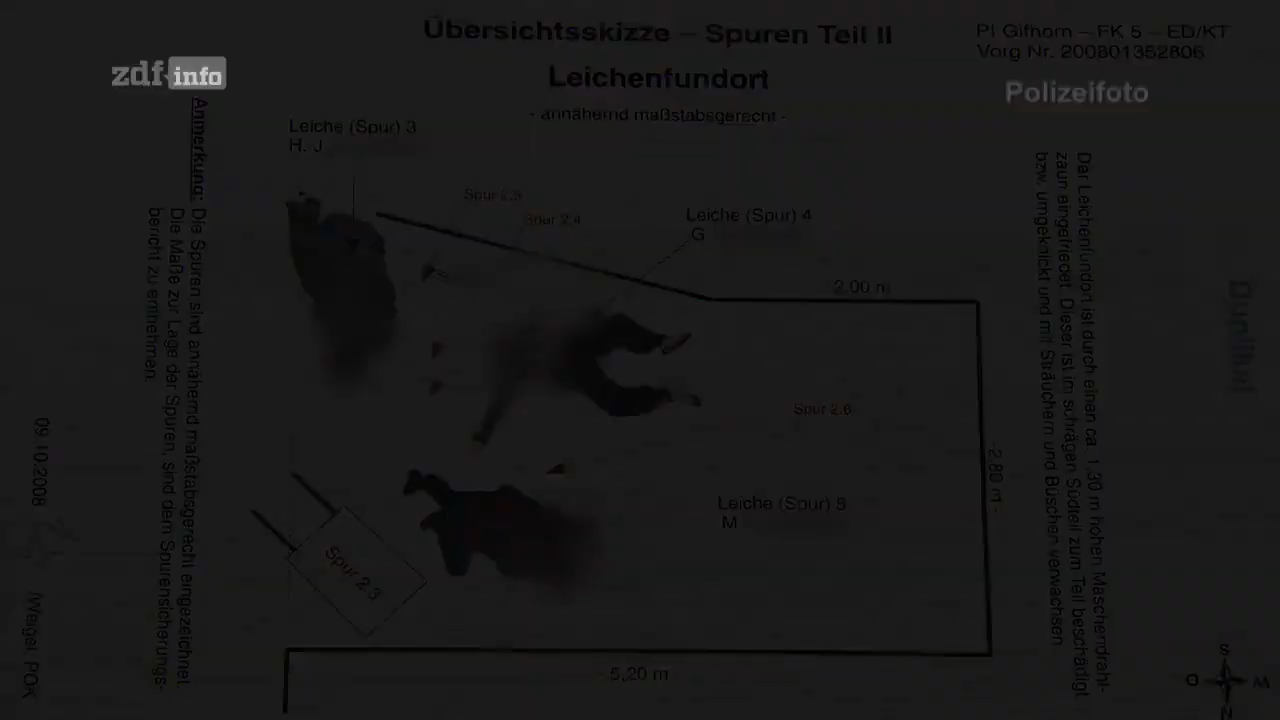 Übersichtsskizze – Spuren Teil II
PI Gifhorn – FK 5 – ED/KT
Vorg Nr. 200801352806
zdf info
Leichenfundort
Polizeifoto
- annähernd maßstabsgerecht -
Leiche (Spur) 3
H. J
Spur 2.5
Spur 2.4
Leiche (Spur) 4
G
2,00 m
Spur 2.6
- 2,80 m -
Leiche (Spur) 5
M
Spur 2.3
- 5,20 m
Anmerkung: Die Spuren sind annähernd maßstabsgerecht eingezeichnet.
Die Maße zur Lage der Spuren, sind dem Spurensicherungs-
bericht zu entnehmen.
Der Leichenfundort ist durch einen ca. 1,30 m hohen Maschendraht-
zaun eingefriedet. Dieser ist im schrägen Südteil zum Teil beschädigt
bzw. umgeknickt und mit Sträuchern und Büschen verwachsen
09.10.2008
/Weigel, POK
S
O
W
N